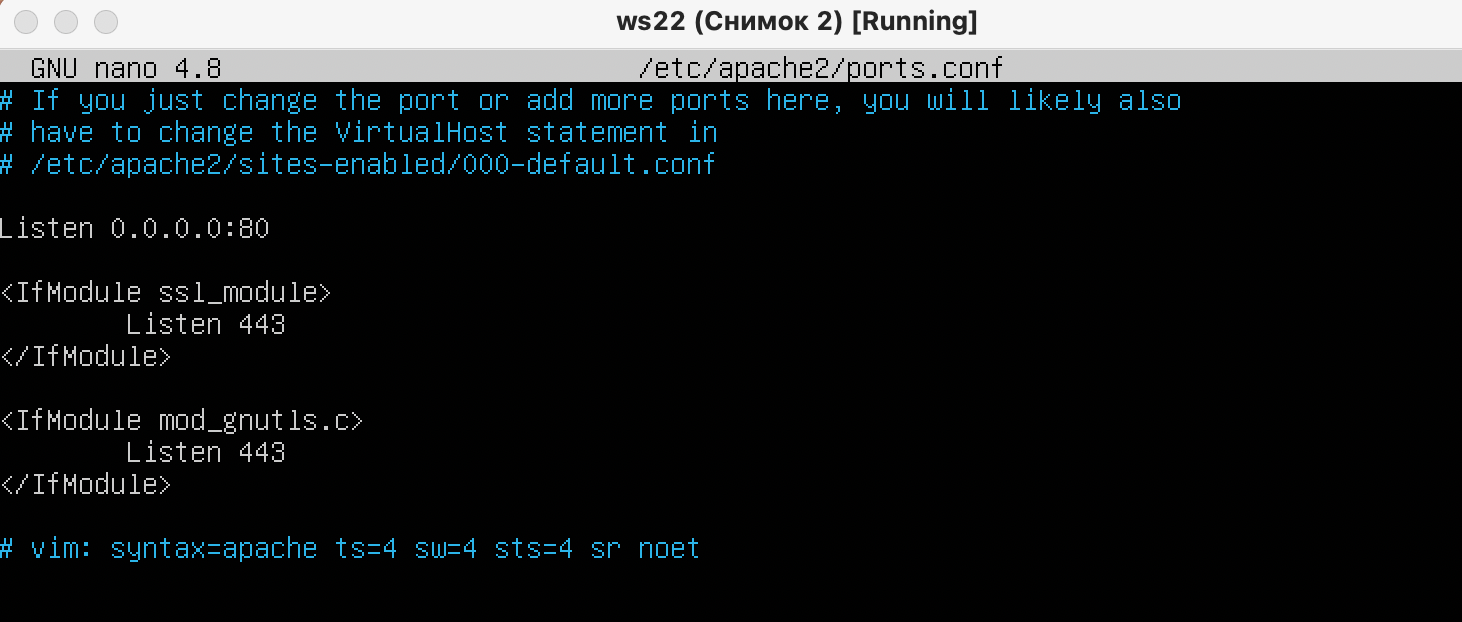 ws22 (Снимок 2) [Running]
GNU nano 4.8 /etc/apache2/ports.conf
# If you just change the port or add more ports here, you will likely also
# have to change the VirtualHost statement in
# /etc/apache2/sites-enabled/000-default.conf
Listen 0.0.0.0:80
<IfModule ssl_module>
Listen 443
</IfModule>
<IfModule mod_gnutls.c>
Listen 443
</IfModule>
# vim: syntax=apache ts=4 sw=4 sts=4 sr noet